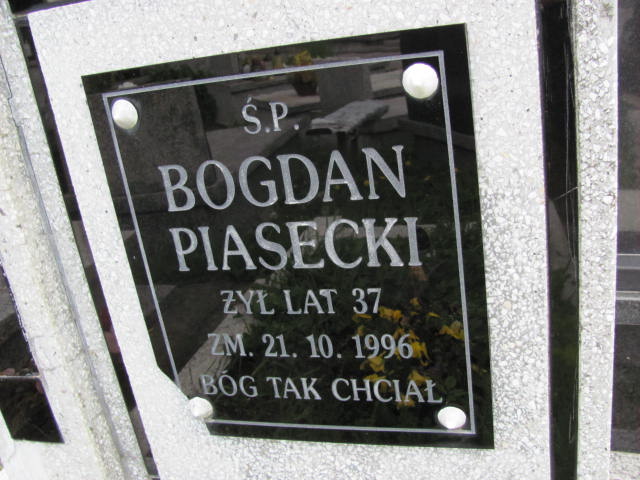 Ś.P.
BOGDAN
PIASECKI
ŻYŁ LAT 37
ZM. 21. 10. 1996
BÓG TAK CHCIAŁ